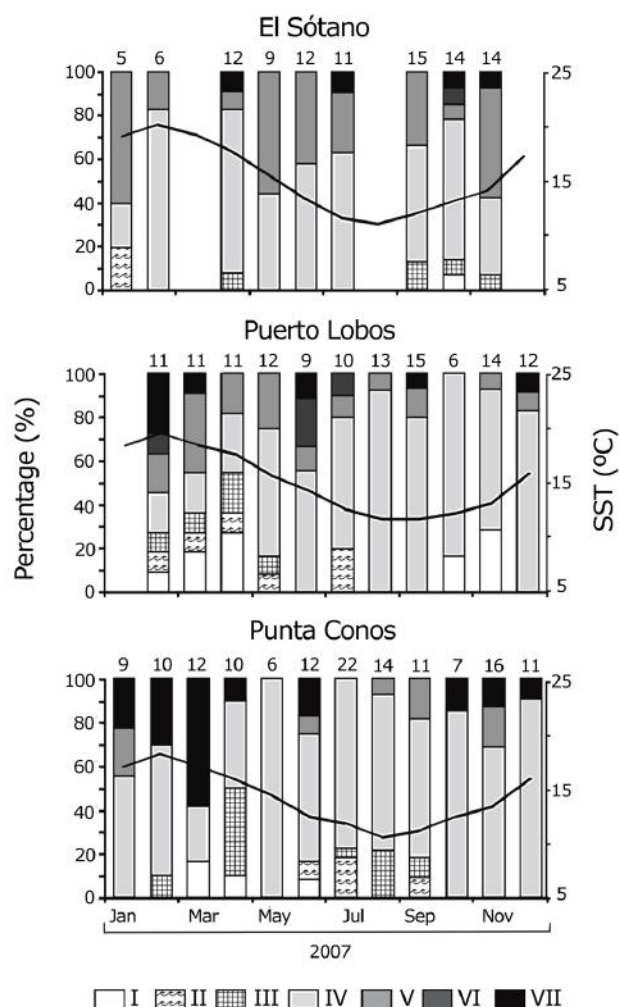 El Sótano
5 6 12 9 12 11 15 14 14
100 25
80
60 15
40
20
0 5
Puerto Lobos
11 11 11 12 9 10 13 15 6 14 12
100 25
80
60 15
40
20
0 5
Percentage (%)
SST (ºC)
Punta Conos
9 10 12 10 6 12 22 14 11 7 16 11
100 25
80
60 15
40
20
0 5
Jan Mar May Jul Sep Nov
2007
I II III IV V VI VII